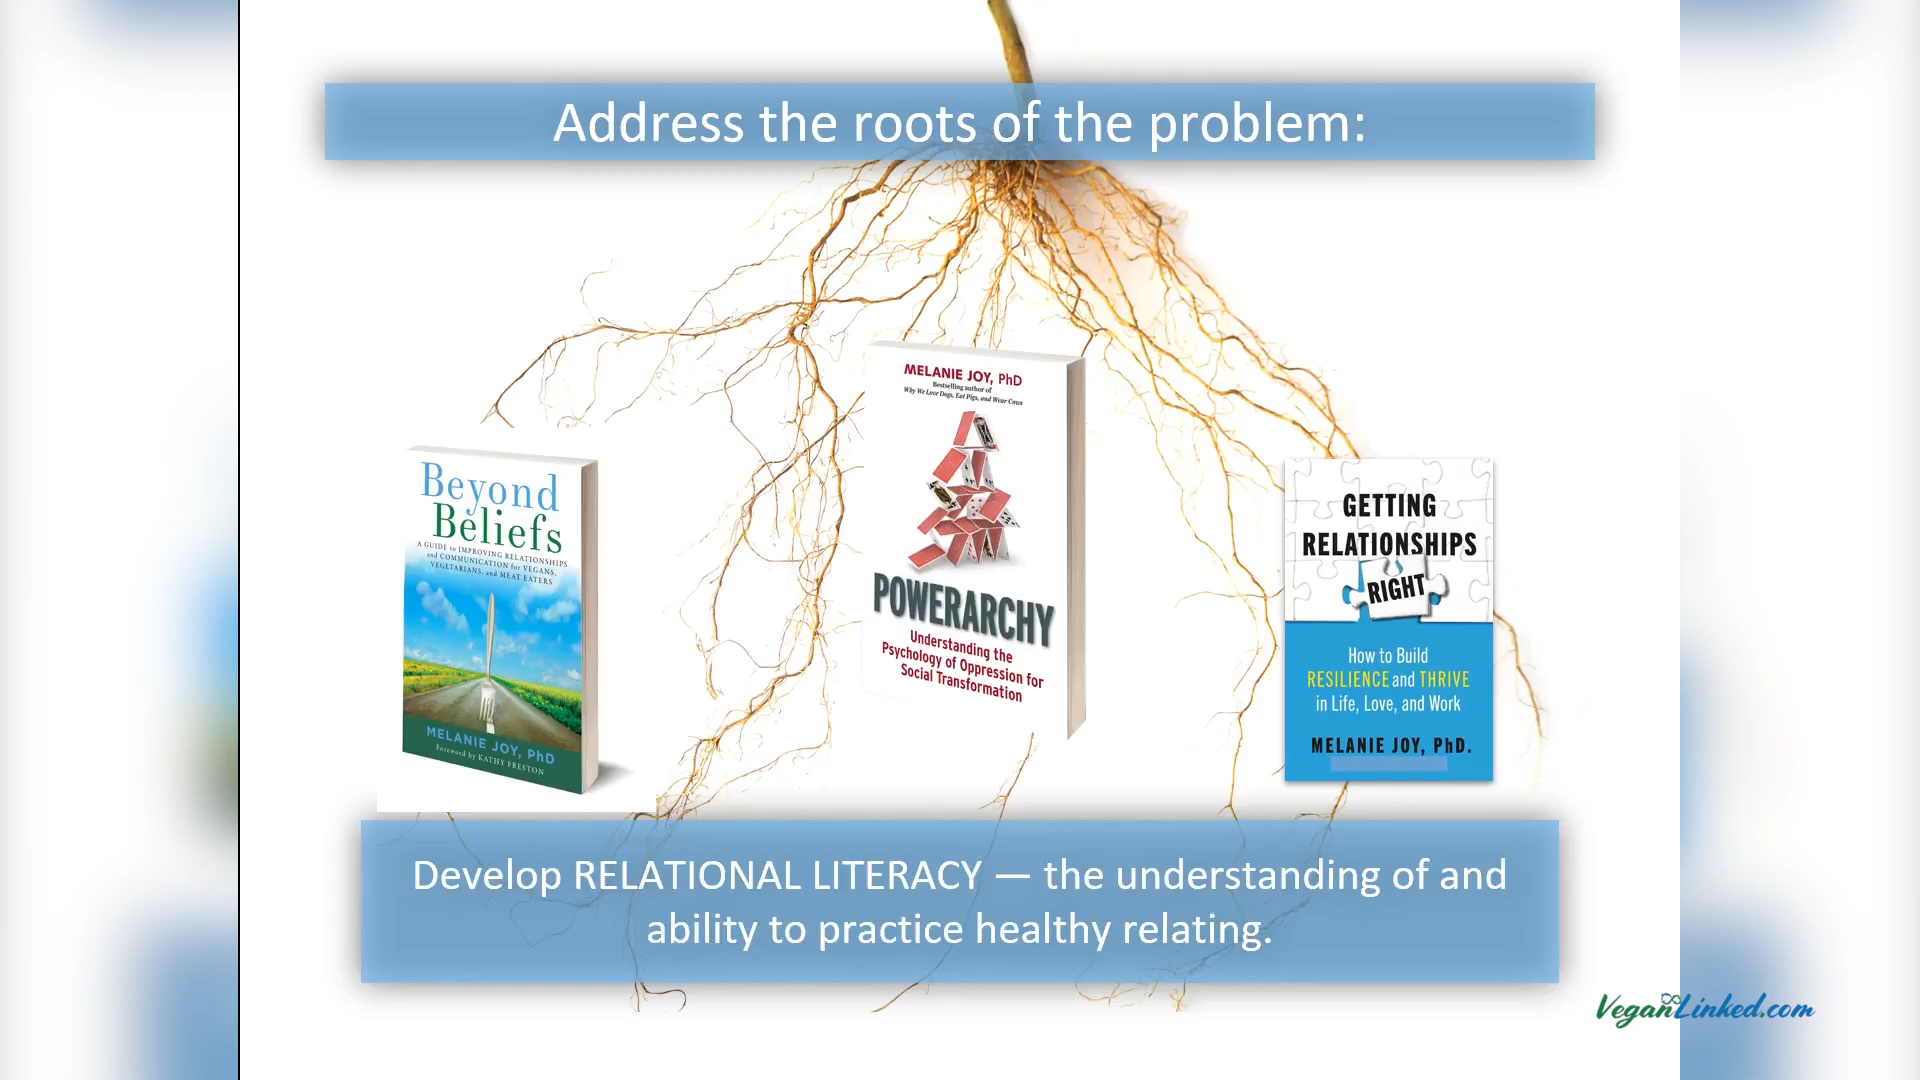 Address the roots of the problem:
Beyond
Beliefs
A GUIDE to IMPROVING RELATIONSHIPS
and COMMUNICATION for VEGANS,
VEGETARIANS, and MEAT EATERS
MELANIE JOY, PhD
Foreword by KATHY FRESTON
MELANIE JOY, PhD
Bestselling author of
Why We Love Dogs, Eat Pigs, and Wear Cows
POWERARCHY
Understanding the
Psychology of Oppression for
Social Transformation
GETTING
RELATIONSHIPS
RIGHT
How to Build
RESILIENCE and THRIVE
in Life, Love, and Work
MELANIE JOY, PhD.
Develop RELATIONAL LITERACY — the understanding of and
ability to practice healthy relating.
VeganLinked.com